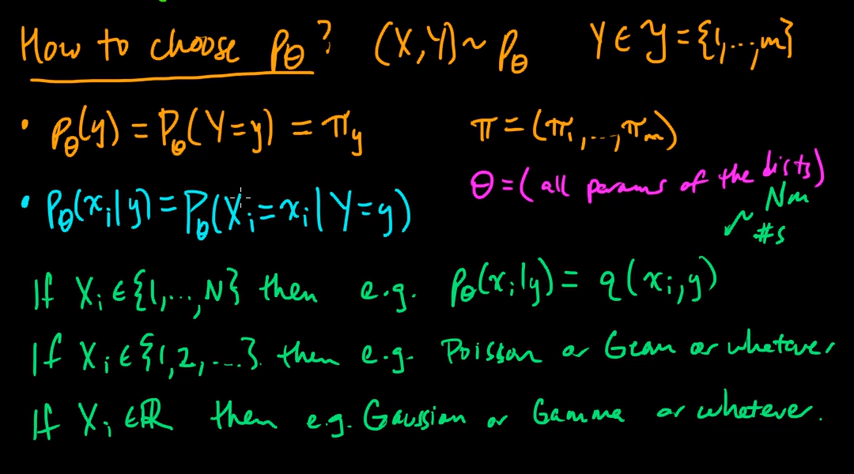 How to choose pθ? (X,Y)~pθ Y∈𝒴={1,...,m}
• pθ(y) = Pθ(Y=y) = πy π=(π1,...,πm)
θ=(all params of the dists)
• pθ(xi|y) = Pθ(Xi=xi|Y=y)
Nm
#s
If Xi∈{1,...,N} then e.g. pθ(xi|y) = q(xi,y)
If Xi∈{1,2,...} then e.g. Poisson or Geom or whatever.
If Xi∈ℝ then e.g. Gaussian or Gamma or whatever.